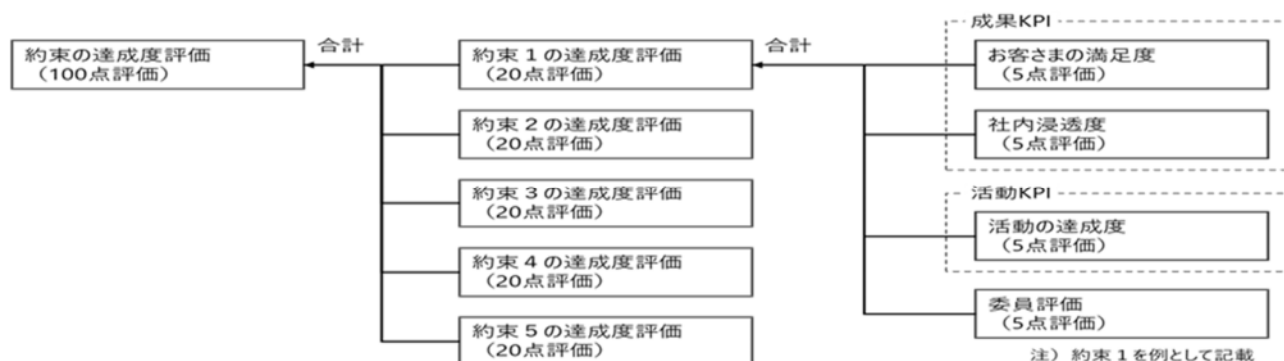 約束の達成度評価
（100点評価）
合計
約束１の達成度評価
（20点評価）
約束２の達成度評価
（20点評価）
約束３の達成度評価
（20点評価）
約束４の達成度評価
（20点評価）
約束５の達成度評価
（20点評価）
合計
成果KPI
お客さまの満足度
（5点評価）
社内浸透度
（5点評価）
活動KPI
活動の達成度
（5点評価）
委員評価
（5点評価）
注）約束１を例として記載